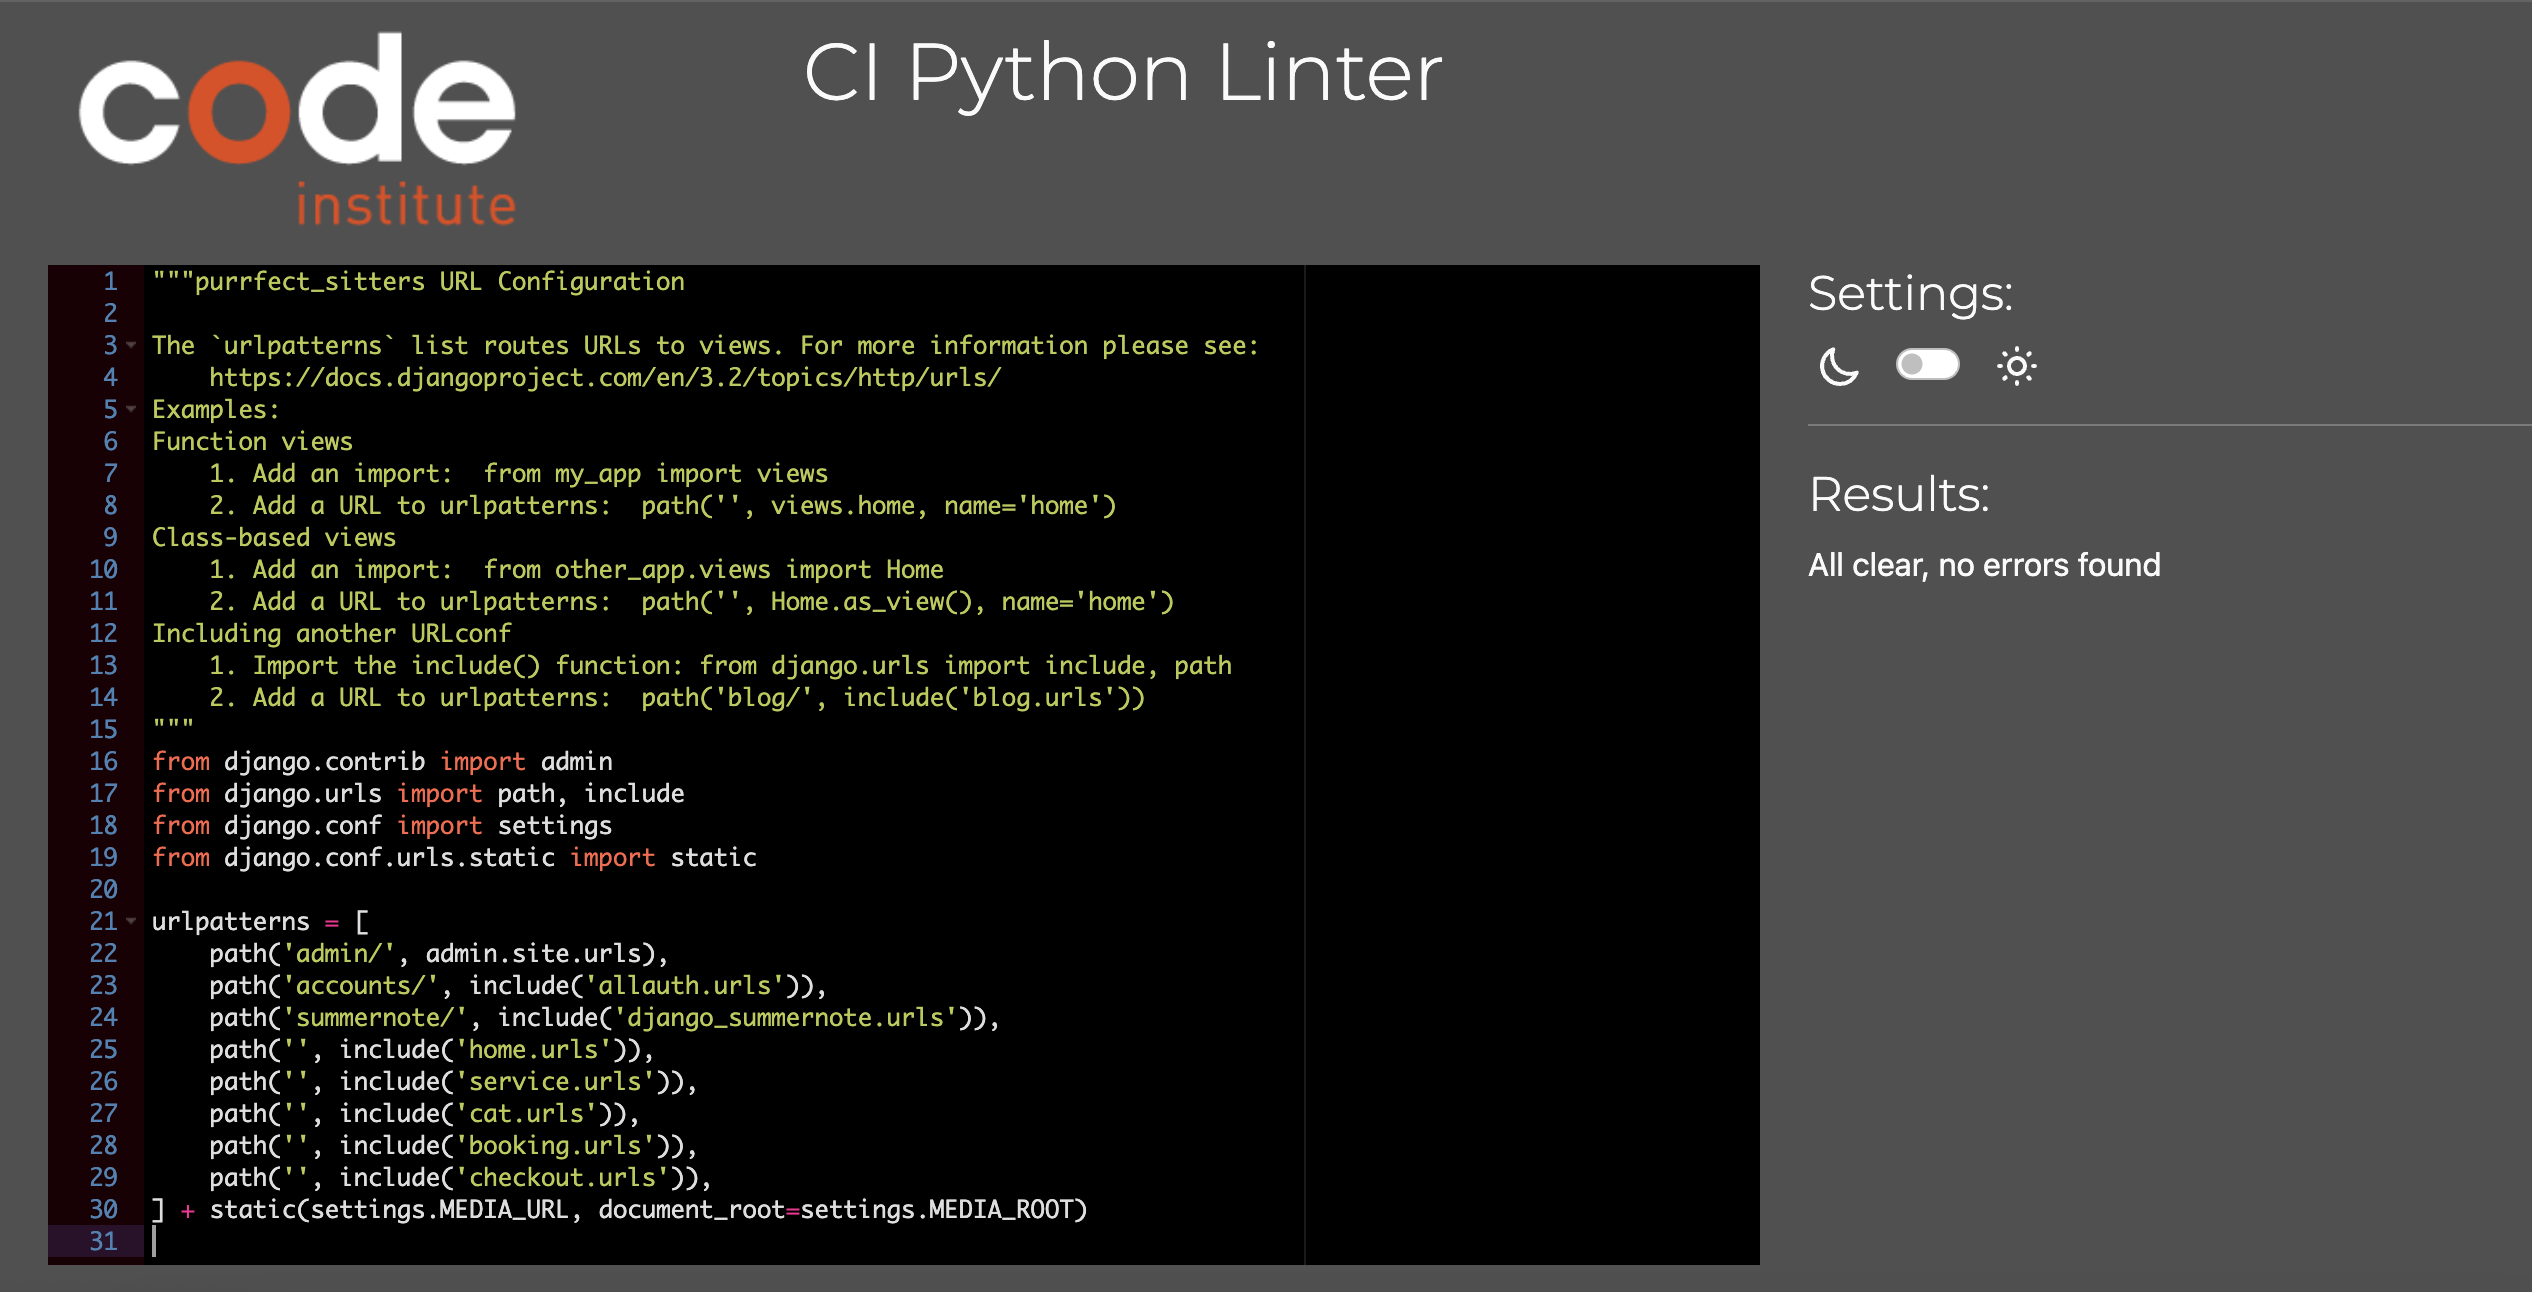 code
institute
CI Python Linter
1 """purrfect_sitters URL Configuration
2
3 The `urlpatterns` list routes URLs to views. For more information please see:
4     https://docs.djangoproject.com/en/3.2/topics/http/urls/
5 Examples:
6 Function views
7     1. Add an import:  from my_app import views
8     2. Add a URL to urlpatterns:  path('', views.home, name='home')
9 Class-based views
10     1. Add an import:  from other_app.views import Home
11     2. Add a URL to urlpatterns:  path('', Home.as_view(), name='home')
12 Including another URLconf
13     1. Import the include() function: from django.urls import include, path
14     2. Add a URL to urlpatterns:  path('blog/', include('blog.urls'))
15 """
16 from django.contrib import admin
17 from django.urls import path, include
18 from django.conf import settings
19 from django.conf.urls.static import static
20
21 urlpatterns = [
22     path('admin/', admin.site.urls),
23     path('accounts/', include('allauth.urls')),
24     path('summernote/', include('django_summernote.urls')),
25     path('', include('home.urls')),
26     path('', include('service.urls')),
27     path('', include('cat.urls')),
28     path('', include('booking.urls')),
29     path('', include('checkout.urls')),
30 ] + static(settings.MEDIA_URL, document_root=settings.MEDIA_ROOT)
31
Settings:
Results:
All clear, no errors found